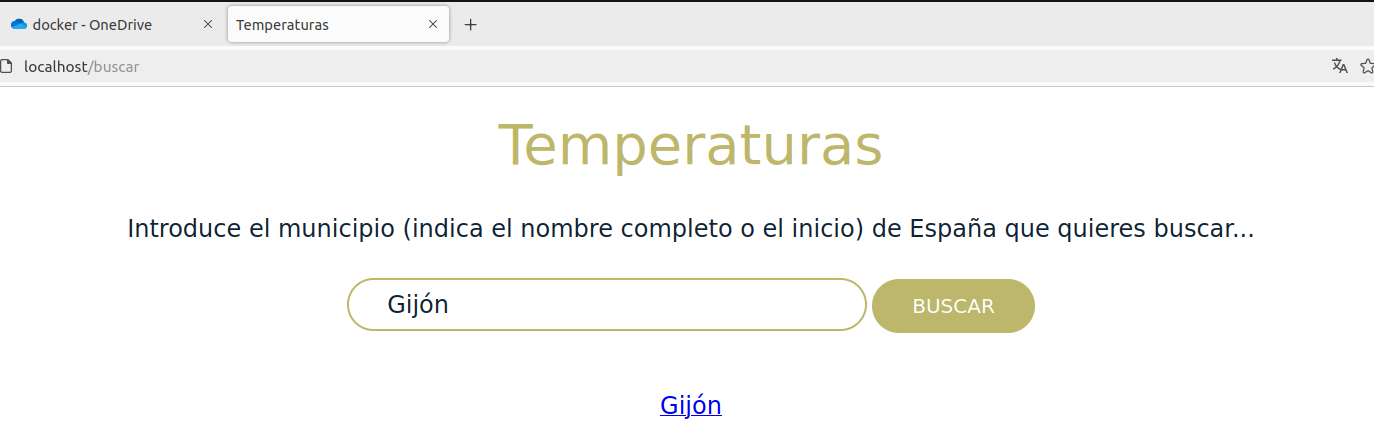 docker - OneDrive
Temperaturas
localhost/buscar
Temperaturas
Introduce el municipio (indica el nombre completo o el inicio) de España que quieres buscar...
Gijón
BUSCAR
Gijón